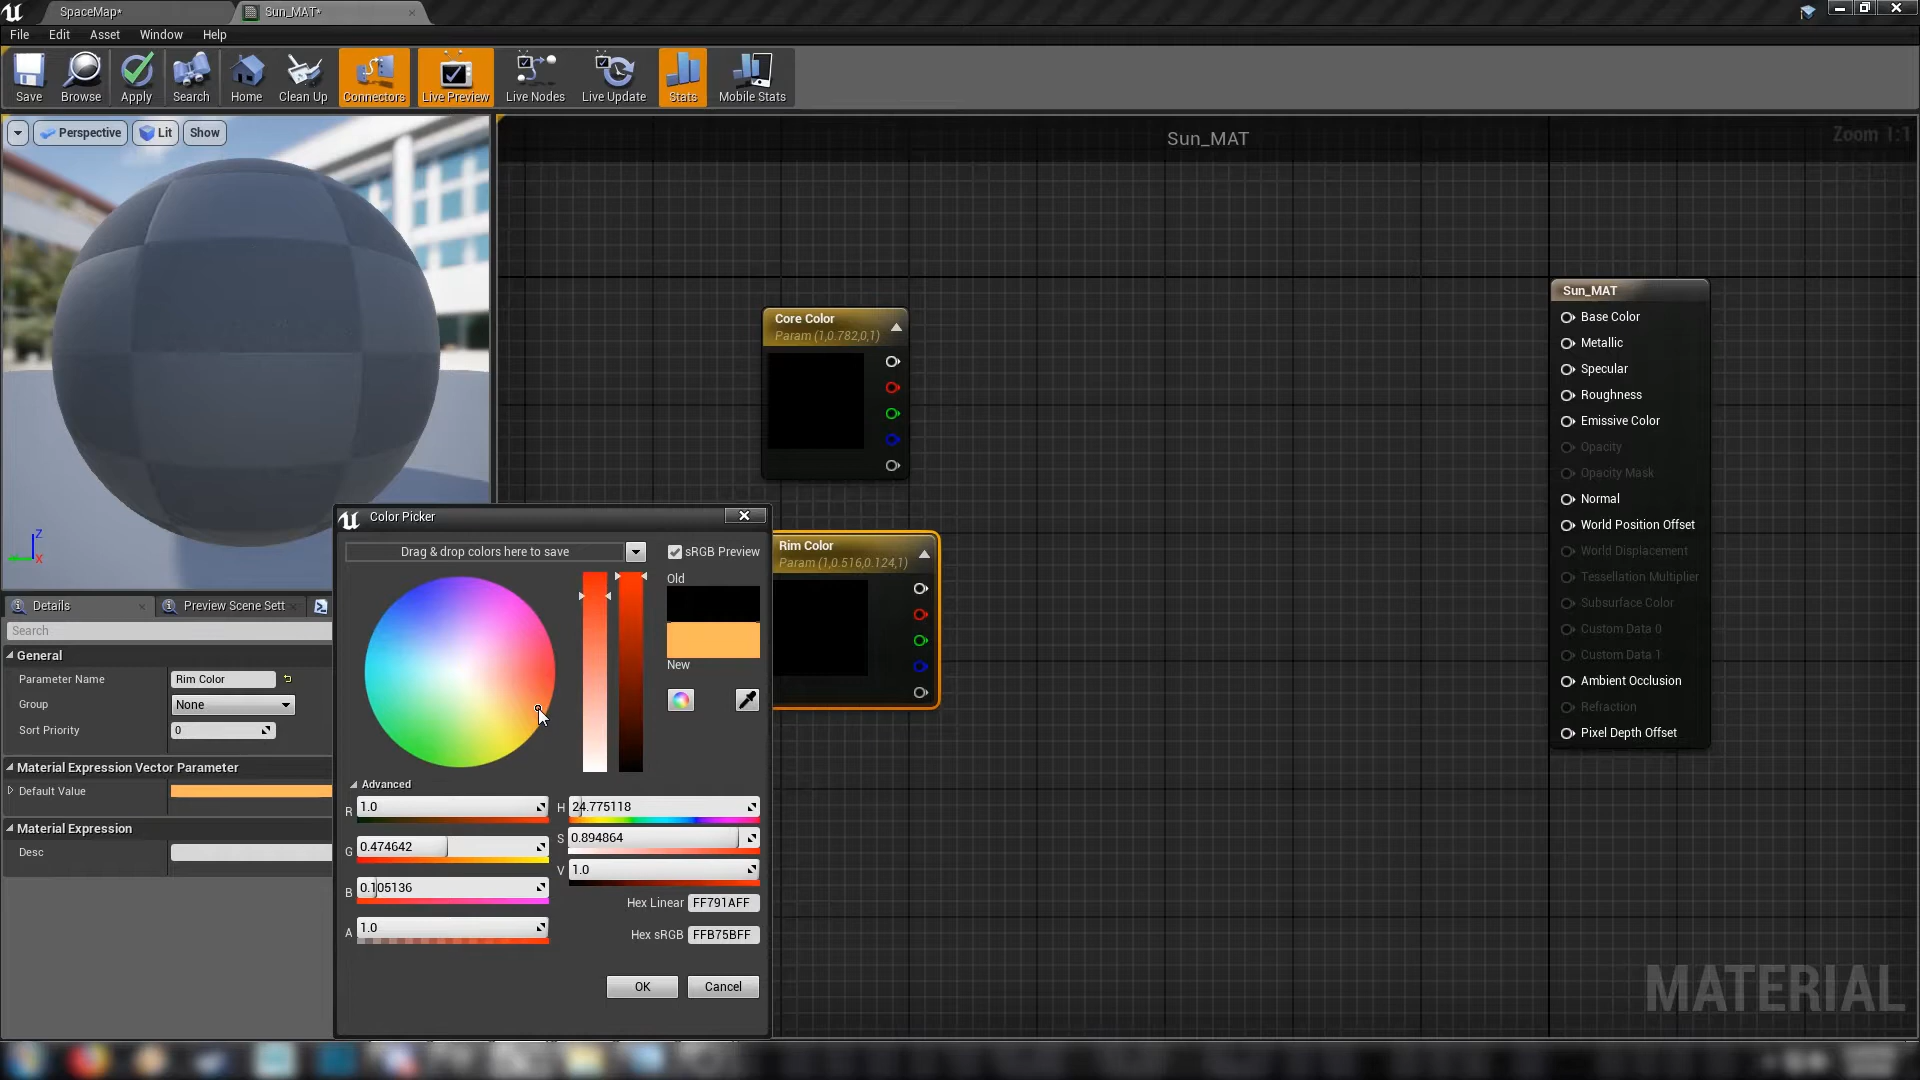 SpaceMap*
Sun_MAT*
File Edit Asset Window Help
Save Browse Apply Search Home Clean Up Connectors Live Preview Live Nodes Live Update Stats Mobile Stats
Perspective Lit Show
Sun_MAT
Zoom 1:1
Z
X
Core Color
Param (1,0.782,0,1)
Rim Color
Param (1,0.516,0.124,1)
Sun_MAT
Base Color
Metallic
Specular
Roughness
Emissive Color
Opacity
Opacity Mask
Normal
World Position Offset
World Displacement
Tessellation Multiplier
Subsurface Color
Custom Data 0
Custom Data 1
Ambient Occlusion
Refraction
Pixel Depth Offset
MATERIAL
Details
Preview Scene Sett
Search
General
Parameter Name Rim Color
Group None
Sort Priority 0
Material Expression Vector Parameter
Default Value
Material Expression
Desc
Color Picker
Drag & drop colors here to save
sRGB Preview
Old
New
Advanced
R 1.0
G 0.474642
B 0.105136
A 1.0
H 24.775118
S 0.894864
V 1.0
Hex Linear FF791AFF
Hex sRGB FFB75BFF
OK Cancel